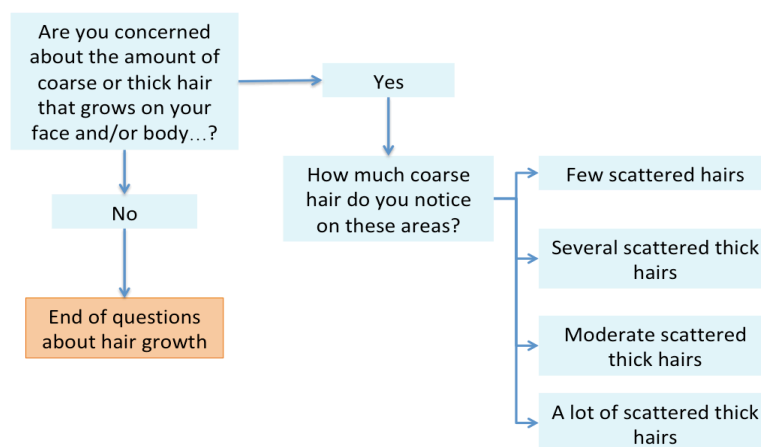 Are you concerned
about the amount of
coarse or thick hair
that grows on your
face and/or body...?
Yes
How much coarse
hair do you notice
on these areas?
Few scattered hairs
Several scattered thick
hairs
Moderate scattered
thick hairs
A lot of scattered thick
hairs
No
End of questions
about hair growth